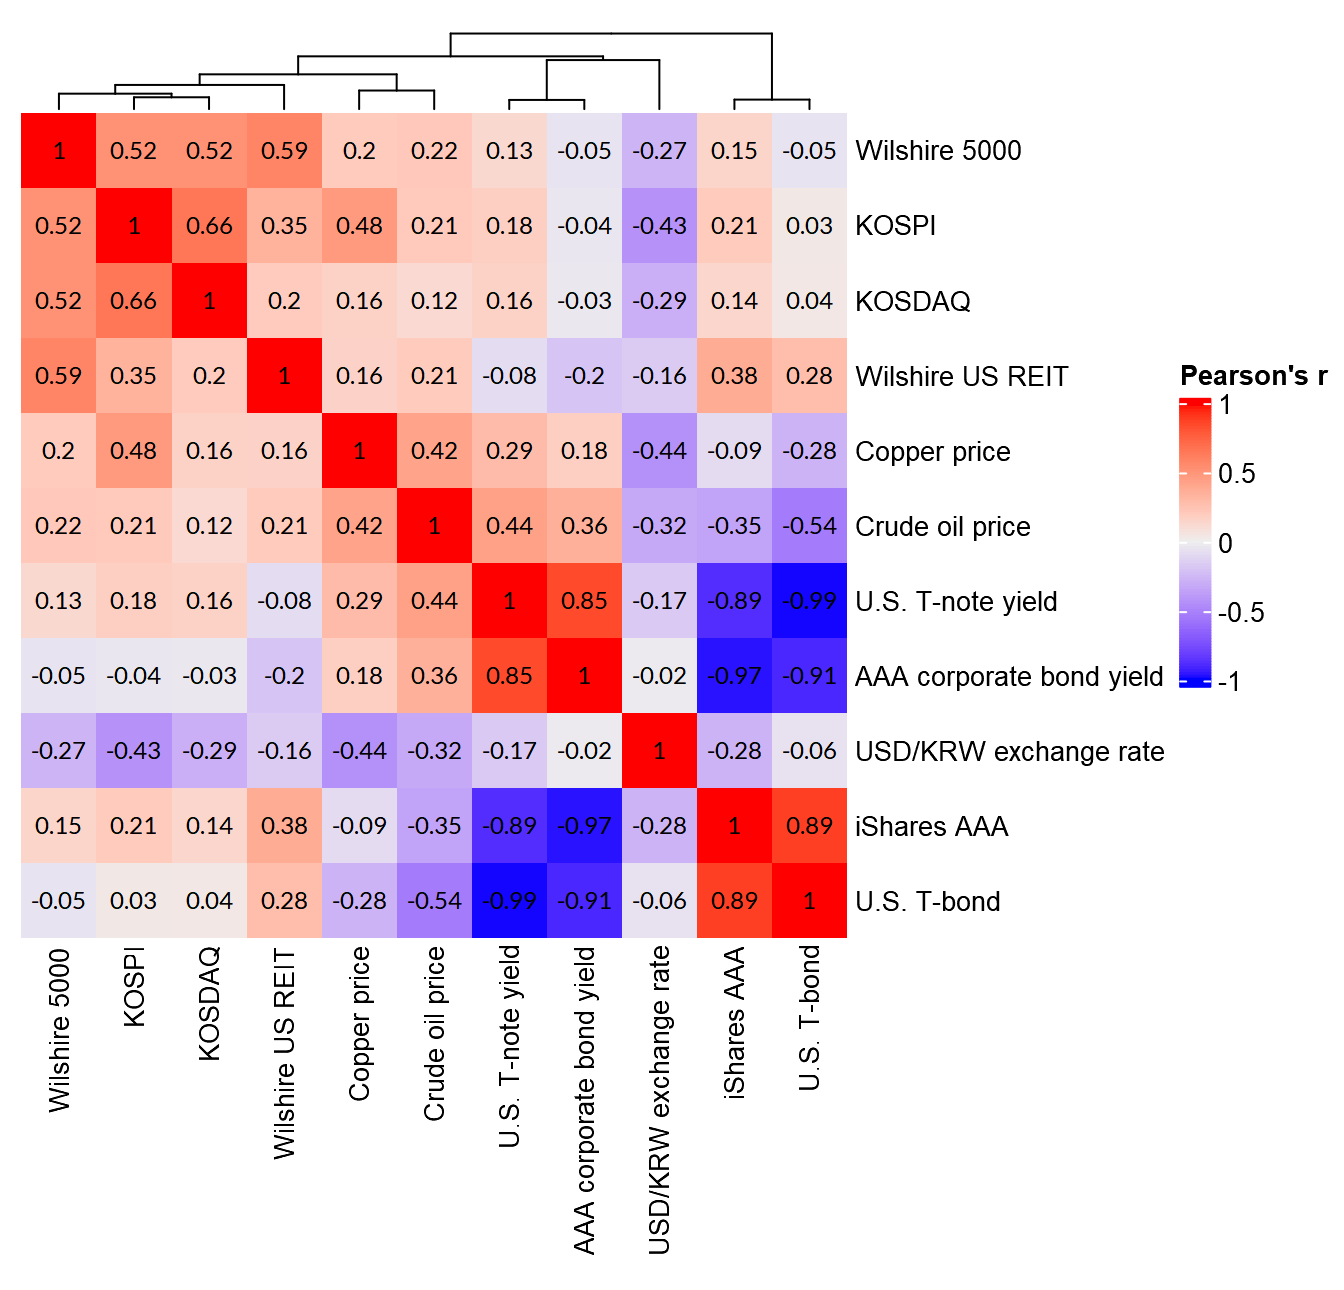 1 0.52 0.52 0.59 0.2 0.22 0.13 -0.05 -0.27 0.15 -0.05 Wilshire 5000
0.52 1 0.66 0.35 0.48 0.21 0.18 -0.04 -0.43 0.21 0.03 KOSPI
0.52 0.66 1 0.2 0.16 0.12 0.16 -0.03 -0.29 0.14 0.04 KOSDAQ
0.59 0.35 0.2 1 0.16 0.21 -0.08 -0.2 -0.16 0.38 0.28 Wilshire US REIT
0.2 0.48 0.16 0.16 1 0.42 0.29 0.18 -0.44 -0.09 -0.28 Copper price
0.22 0.21 0.12 0.21 0.42 1 0.44 0.36 -0.32 -0.35 -0.54 Crude oil price
0.13 0.18 0.16 -0.08 0.29 0.44 1 0.85 -0.17 -0.89 -0.99 U.S. T-note yield
-0.05 -0.04 -0.03 -0.2 0.18 0.36 0.85 1 -0.02 -0.97 -0.91 AAA corporate bond yield
-0.27 -0.43 -0.29 -0.16 -0.44 -0.32 -0.17 -0.02 1 -0.28 -0.06 USD/KRW exchange rate
0.15 0.21 0.14 0.38 -0.09 -0.35 -0.89 -0.97 -0.28 1 0.89 iShares AAA
-0.05 0.03 0.04 0.28 -0.28 -0.54 -0.99 -0.91 -0.06 0.89 1 U.S. T-bond
Wilshire 5000
KOSPI
KOSDAQ
Wilshire US REIT
Copper price
Crude oil price
U.S. T-note yield
AAA corporate bond yield
USD/KRW exchange rate
iShares AAA
U.S. T-bond
Pearson's r
1
0.5
0
-0.5
-1